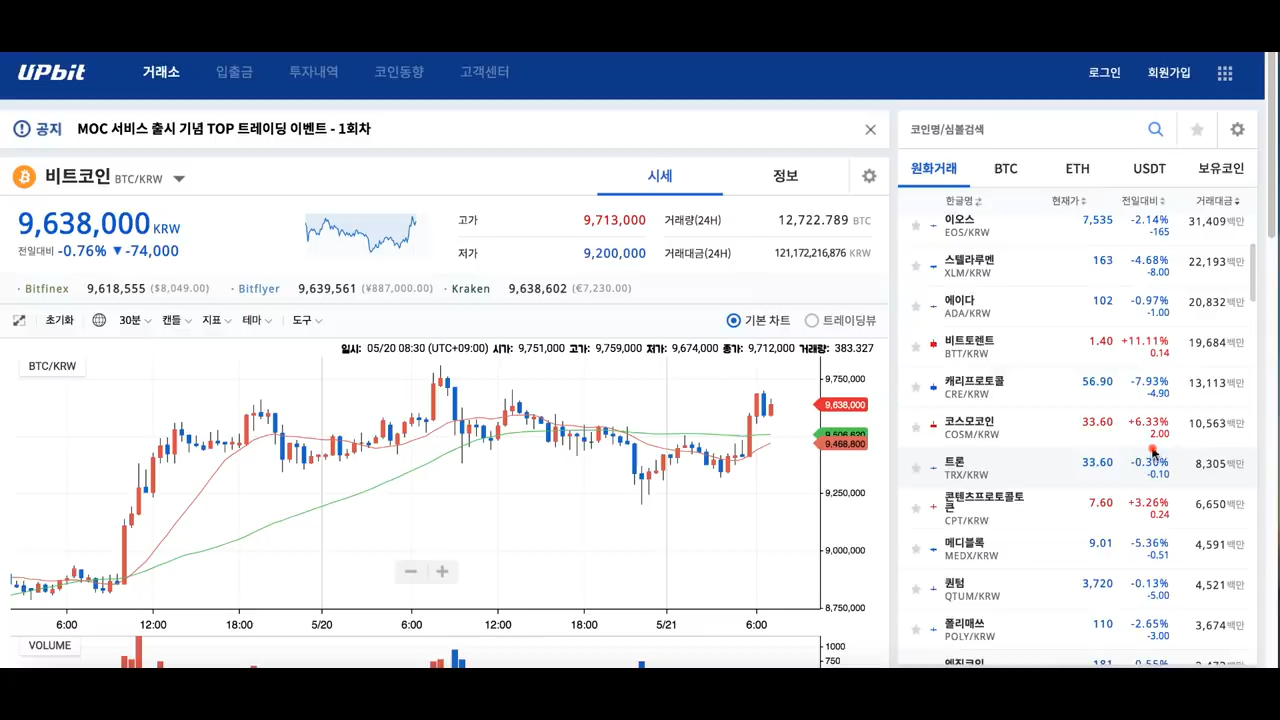 UPbit 거래소 입출금 투자내역 코인동향 고객센터 로그인 회원가입
공지 MOC 서비스 출시 기념 TOP 트레이딩 이벤트 - 1회차
비트코인 BTC/KRW 시세 정보
9,638,000 KRW
전일대비 -0.76% ▼-74,000
고가 9,713,000 거래량(24H) 12,722.789 BTC
저가 9,200,000 거래대금(24H) 121,172,216,876 KRW
· Bitfinex 9,618,555 ($8,049.00) · Bitflyer 9,639,561 (¥887,000.00) · Kraken 9,638,602 (€7,230.00)
초기화 30분 캔들 지표 테마 도구 기본 차트 트레이딩뷰
일시: 05/20 08:30 (UTC+09:00) 시가: 9,751,000 고가: 9,759,000 저가: 9,674,000 종가: 9,712,000 거래량: 383.327
BTC/KRW
9,750,000
9,638,000
9,506,620
9,468,800
9,250,000
9,000,000
8,750,000
6:00 12:00 18:00 5/20 6:00 12:00 18:00 5/21 6:00
VOLUME
1000
750
코인명/심볼검색
원화거래 BTC ETH USDT 보유코인
한글명 현재가 전일대비 거래대금
이오스 7,535 -2.14% 31,409백만
EOS/KRW -165
스텔라루멘 163 -4.68% 22,193백만
XLM/KRW -8.00
에이다 102 -0.97% 20,832백만
ADA/KRW -1.00
비트토렌트 1.40 +11.11% 19,684백만
BTT/KRW 0.14
캐리프로토콜 56.90 -7.93% 13,113백만
CRE/KRW -4.90
코스모코인 33.60 +6.33% 10,563백만
COSM/KRW 2.00
트론 33.60 -0.30% 8,305백만
TRX/KRW -0.10
콘텐츠프로토콜토
큰 7.60 +3.26% 6,650백만
CPT/KRW 0.24
메디블록 9.01 -5.36% 4,591백만
MEDX/KRW -0.51
퀀텀 3,720 -0.13% 4,521백만
QTUM/KRW -5.00
폴리매쓰 110 -2.65% 3,674백만
POLY/KRW -3.00